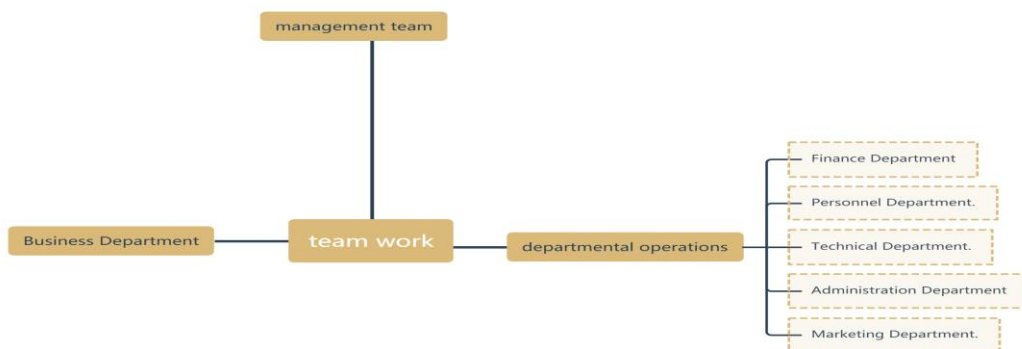 management team
Business Department
team work
departmental operations
Finance Department
Personnel Department.
Technical Department.
Administration Department
Marketing Department.